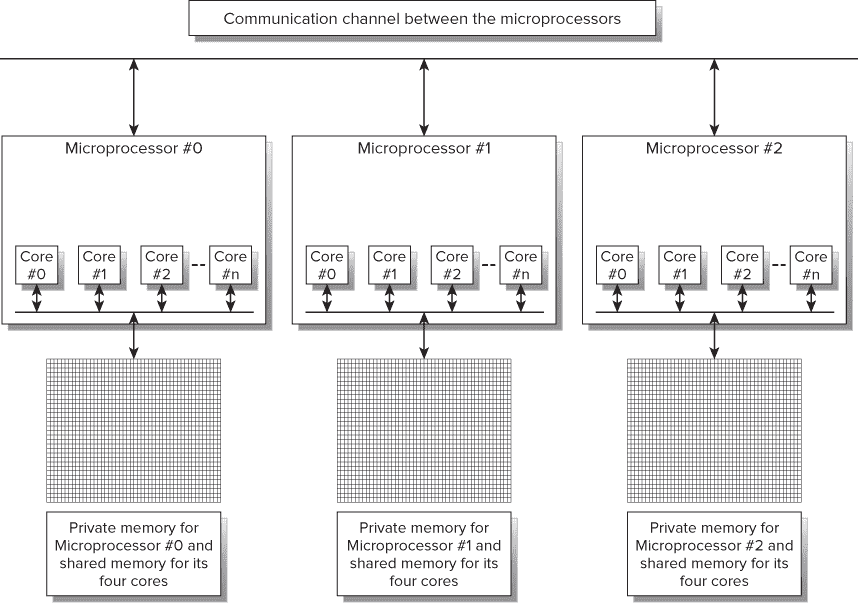 Communication channel between the microprocessors
Microprocessor #0
Core
#0
Core
#1
Core
#2
--
Core
#n
Microprocessor #1
Core
#0
Core
#1
Core
#2
--
Core
#n
Microprocessor #2
Core
#0
Core
#1
Core
#2
--
Core
#n
Private memory for
Microprocessor #0 and
shared memory for its
four cores
Private memory for
Microprocessor #1 and
shared memory for its
four cores
Private memory for
Microprocessor #2 and
shared memory for its
four cores